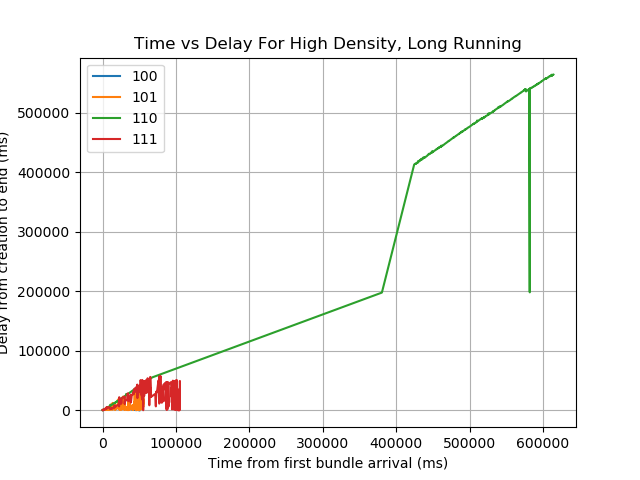 Time vs Delay For High Density, Long Running
100
101
110
111
500000
400000
300000
200000
100000
0
Delay from creation to end (ms)
0 100000 200000 300000 400000 500000 600000
Time from first bundle arrival (ms)